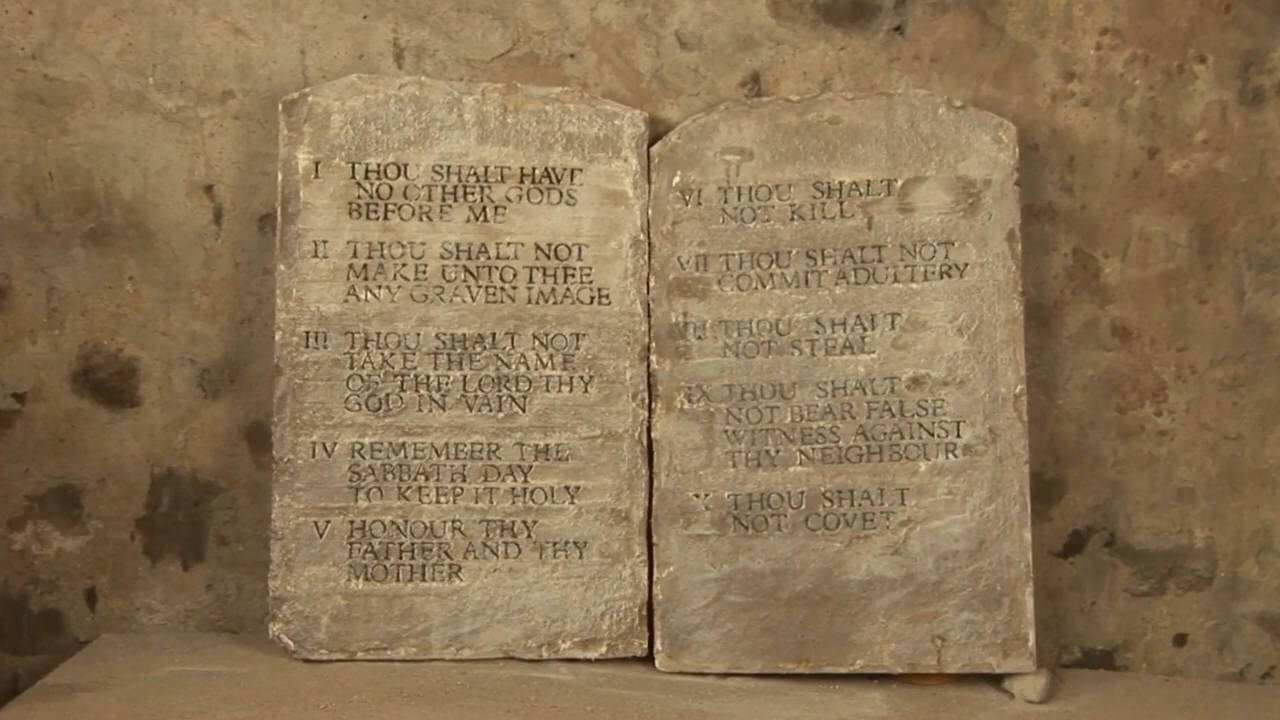 I THOU SHALT HAVE
NO OTHER GODS
BEFORE ME
II THOU SHALT NOT
MAKE UNTO THEE
ANY GRAVEN IMAGE
III THOU SHALT NOT
TAKE THE NAME
OF THE LORD THY
GOD IN VAIN
IV REMEMBER THE
SABBATH DAY
TO KEEP IT HOLY
V HONOUR THY
FATHER AND THY
MOTHER
VI THOU SHALT
NOT KILL
VII THOU SHALT NOT
COMMIT ADULTERY
VIII THOU SHALT
NOT STEAL
IX THOU SHALT
NOT BEAR FALSE
WITNESS AGAINST
THY NEIGHBOUR
X THOU SHALT
NOT COVET